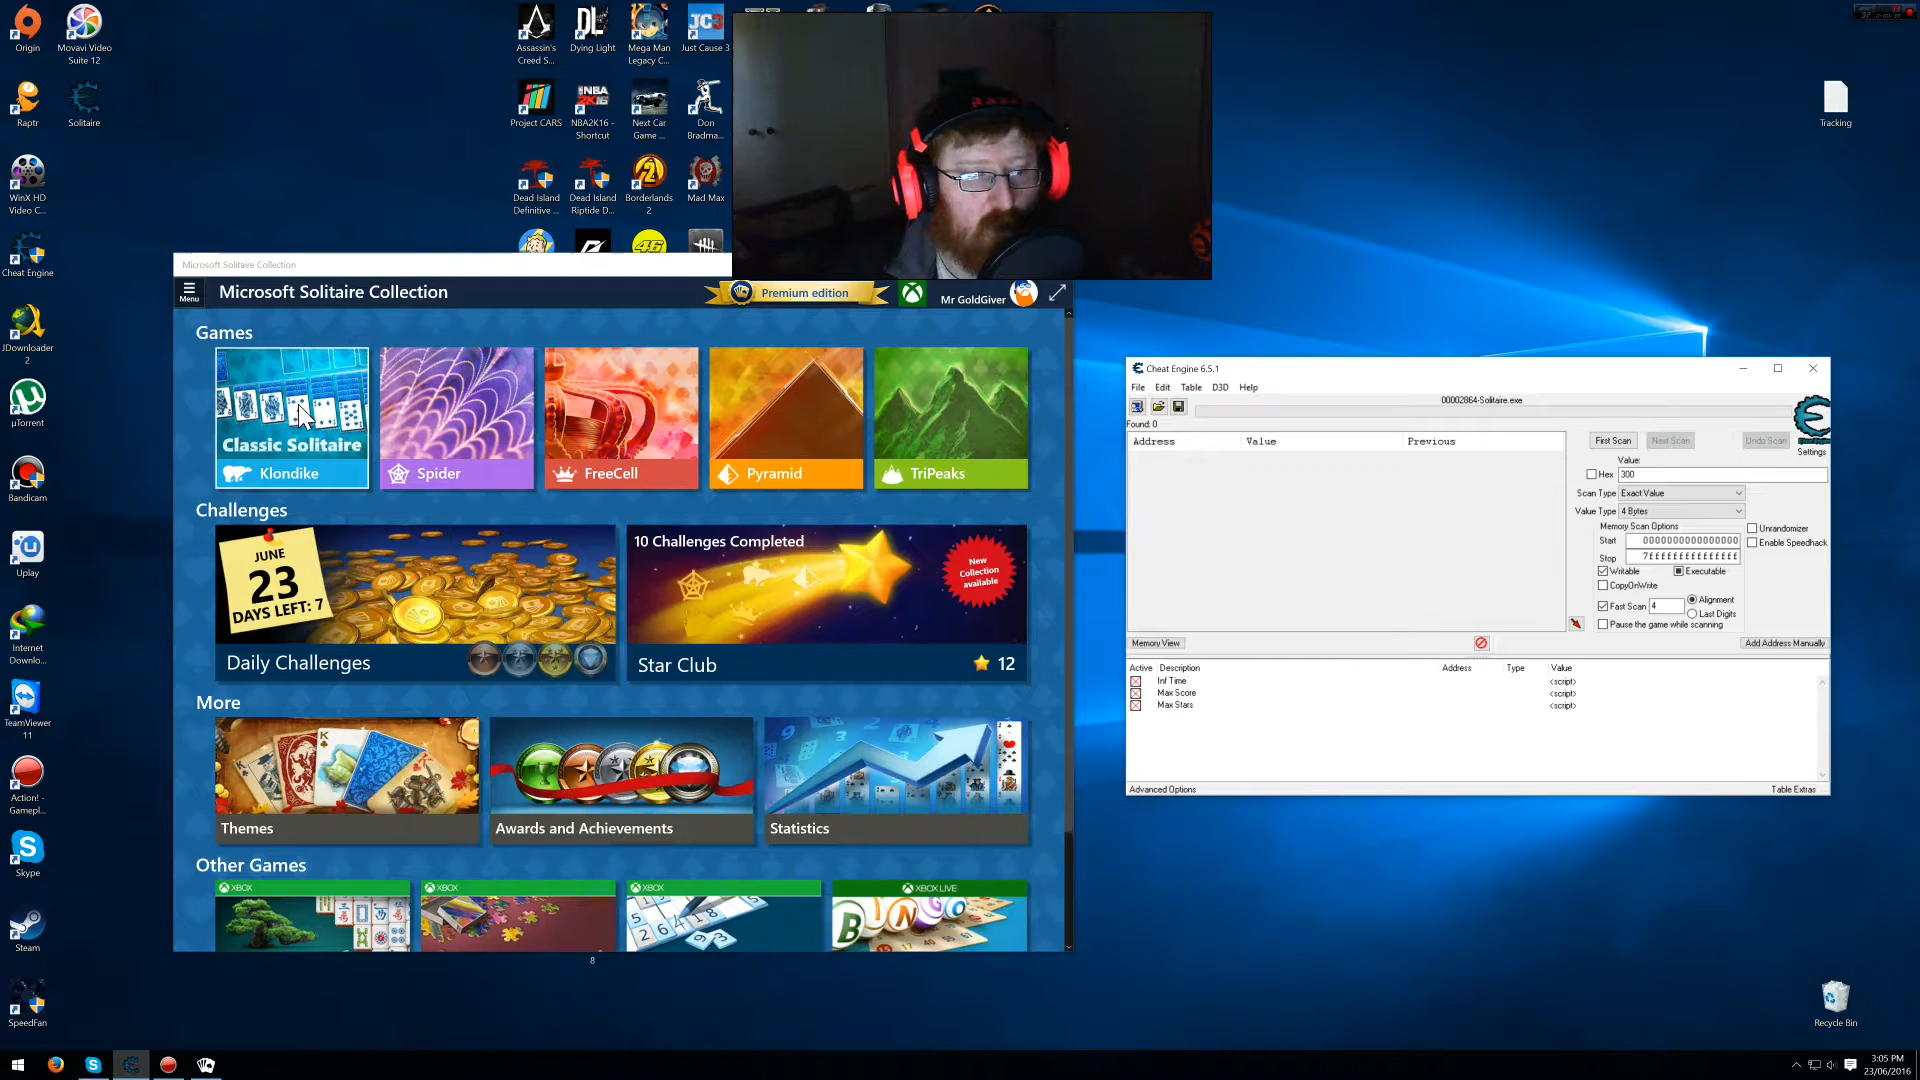 Origin
Movavi Video
Suite 12
Raptr
Solitaire
WinX HD
Video C...
Cheat Engine
JDownloader
2
µTorrent
Bandicam
Uplay
Internet
Downlo...
TeamViewer
11
Action! -
Gamepl...
Skype
Steam
SpeedFan
Assassin's
Creed S...
Dying Light
Mega Man
Legacy C...
JC3
Just Cause 3
Project CARS
NBA
2K16
NBA2K16 -
Shortcut
Next Car
Game ...
Don
Bradma...
Dead Island
Definitive ...
Dead Island
Riptide D...
Borderlands
2
Mad Max
46
Tracking
Recycle Bin
Microsoft Solitaire Collection
Menu
Microsoft Solitaire Collection
Premium edition
Mr GoldGiver
Games
Classic Solitaire
Klondike
Spider
FreeCell
Pyramid
TriPeaks
Challenges
JUNE
23
DAYS LEFT: 7
Daily Challenges
10 Challenges Completed
New
Collection
available
Star Club
12
More
Themes
Awards and Achievements
Statistics
Other Games
XBOX
XBOX
XBOX
XBOX LIVE
BINGO
8
Cheat Engine 6.5.1
File Edit Table D3D Help
00002864-Solitaire.exe
Found: 0
Address Value Previous
First Scan Next Scan Undo Scan
Settings
Value:
Hex 300
Scan Type Exact Value
Value Type 4 Bytes
Memory Scan Options
Start 0000000000000000
Stop 7fffffffffffffff
Writable Executable
CopyOnWrite
Fast Scan 4 Alignment
Last Digits
Pause the game while scanning
Unrandomizer
Enable Speedhack
Memory View
Add Address Manually
Active Description Address Type Value
Inf Time <script>
Max Score <script>
Max Stars <script>
Advanced Options
Table Extras
3:05 PM
23/06/2016